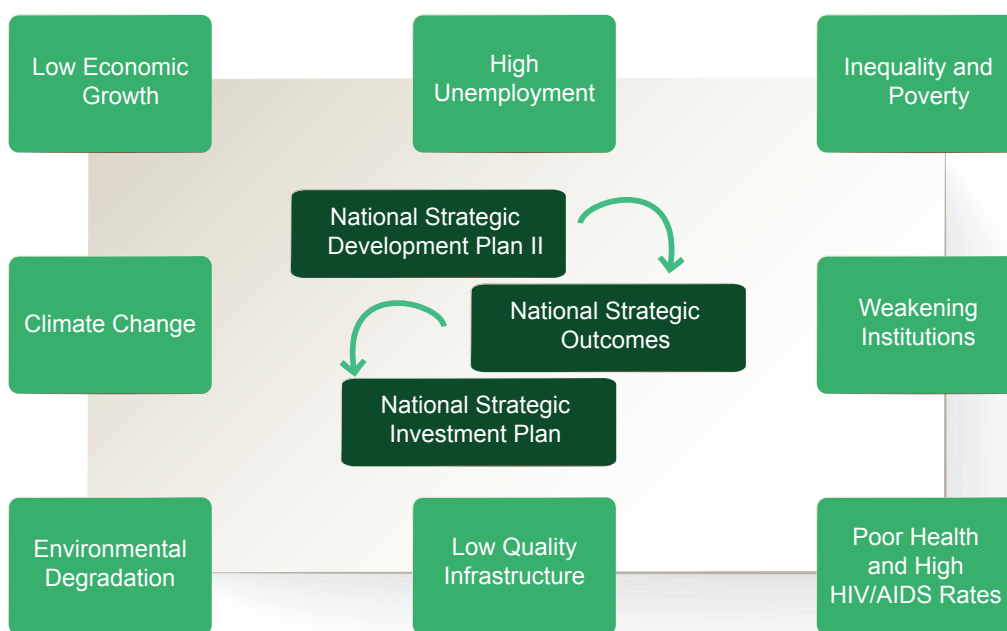 Low Economic
Growth
High
Unemployment
Inequality and
Poverty
National Strategic
Development Plan II
Climate Change
National Strategic
Outcomes
Weakening
Institutions
National Strategic
Investment Plan
Environmental
Degradation
Low Quality
Infrastructure
Poor Health
and High
HIV/AIDS Rates